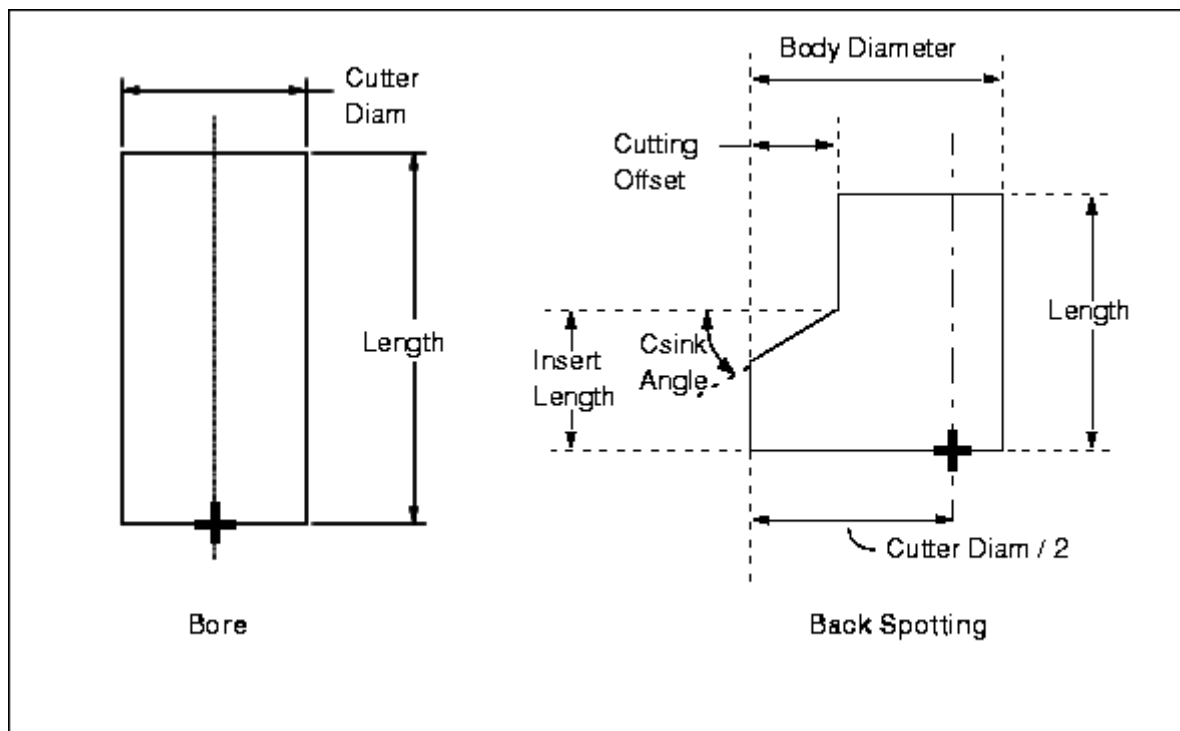 Cutter
Diam
Length
Bore
Body Diameter
Cutting
Offset
Length
Insert
Length
Csink
Angle
Cutter Diam / 2
Back Spotting